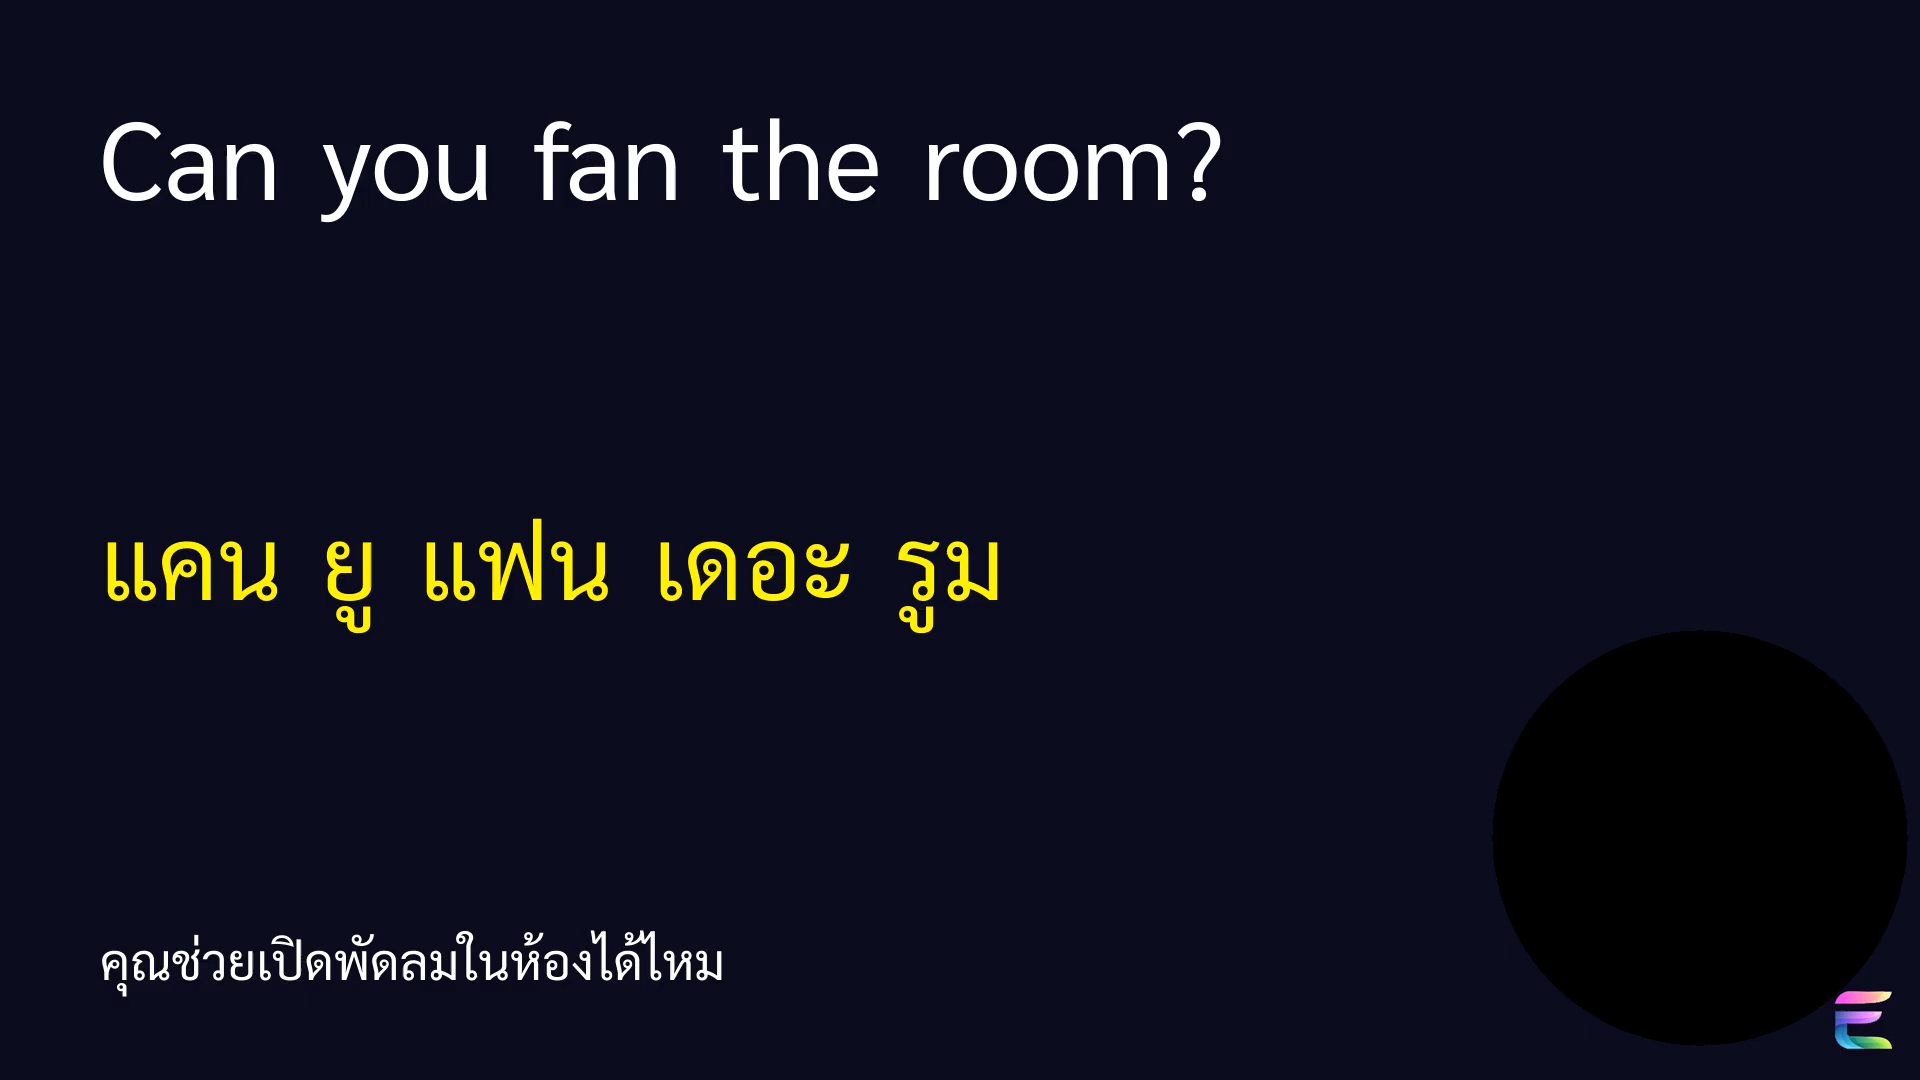 Can you fan the room?
แคน ยู แฟน เดอะ รูม
คุณช่วยเปิดพัดลมในห้องได้ไหม